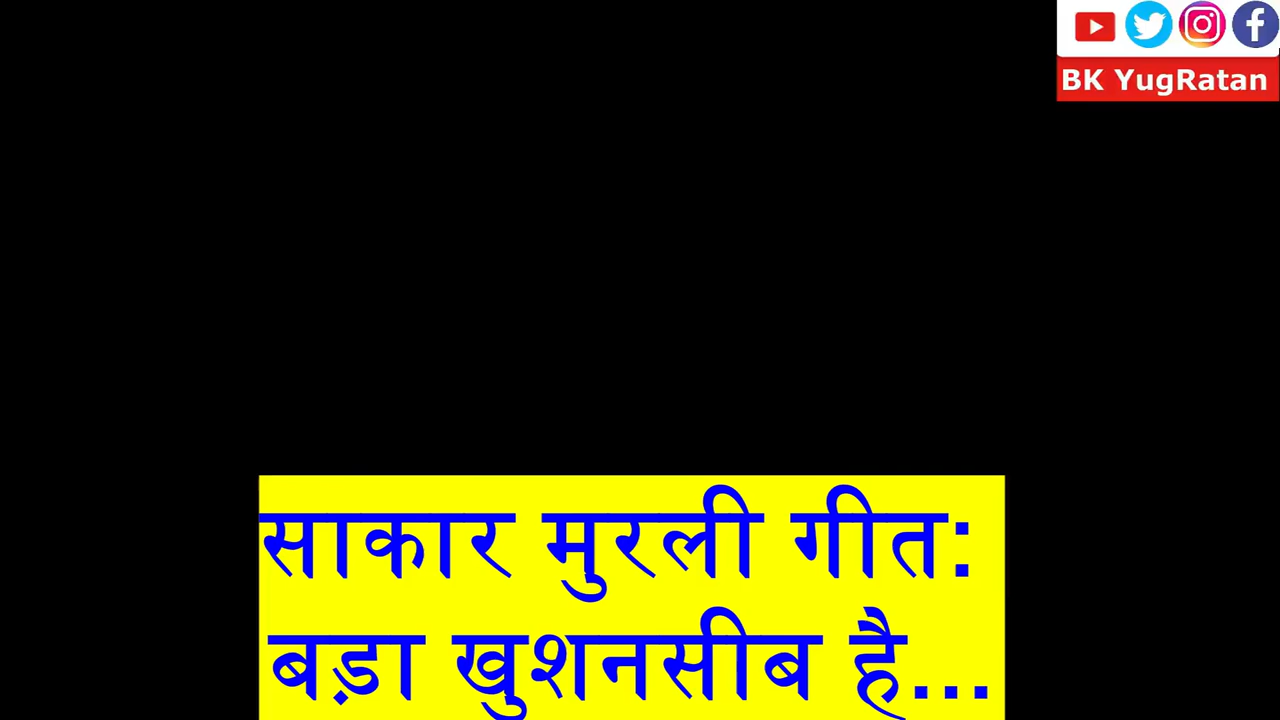 BK YugRatan
साकार मुरली गीत:
बड़ा खुशनसीब है...